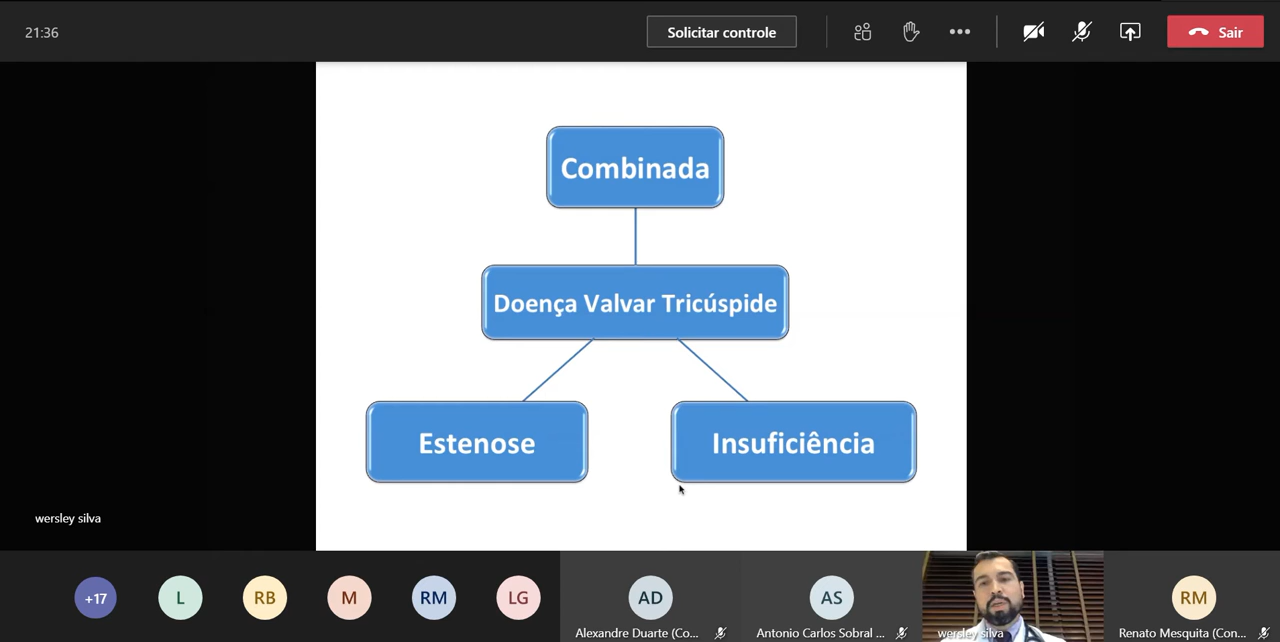 21:36
Solicitar controle
Sair
Combinada
Doença Valvar Tricúspide
Estenose
Insuficiência
wersley silva
+17
L
RB
M
RM
LG
AD
AS
RM
Alexandre Duarte (Co...
Antonio Carlos Sobral ...
wersley silva
Renato Mesquita (Con...